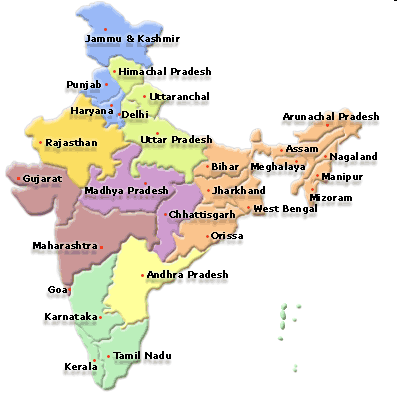 Jammu & Kashmir
Himachal Pradesh
Punjab
Uttaranchal
Haryana
Delhi
Arunachal Pradesh
Uttar Pradesh
Rajasthan
Assam
Nagaland
Bihar
Meghalaya
Manipur
Gujarat
Madhya Pradesh
Jharkhand
Mizoram
West Bengal
Chhattisgarh
Orissa
Maharashtra
Andhra Pradesh
Goa
Karnataka
Tamil Nadu
Kerala